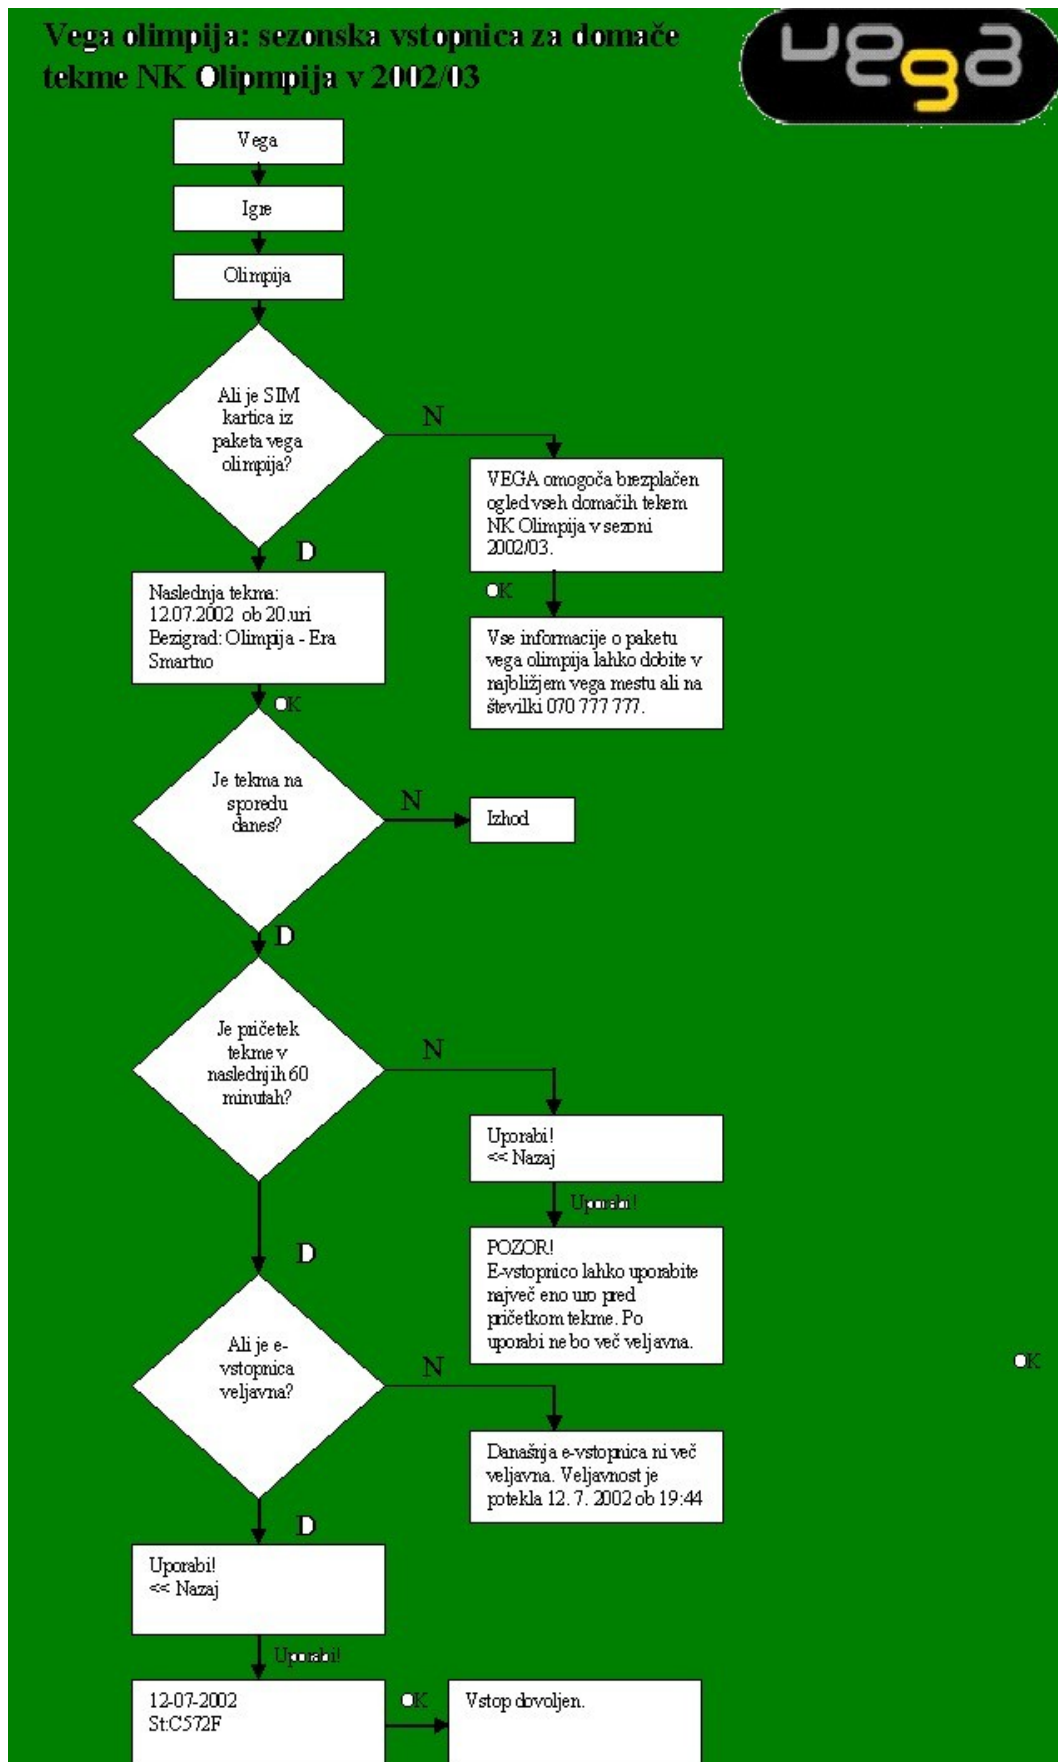 Vega olimpija: sezonska vstopnica za domače
tekme NK Olipmpija v 2002/03
vega
Vega
Igre
Olimpija
Ali je SIM
kartica iz
paketa vega
olimpija?
N
VEGA omogoča brezplačen
ogled vseh domačih tekem
NK Olimpija v sezoni
2002/03.
D
OK
Naslednja tekma:
12.07.2002 ob 20.uri
Bezigrad: Olimpija - Era
Smartno
Vse informacije o paketu
vega olimpija lahko dobite v
najbližjem vega mestu ali na
številki 070 777 777.
OK
Je tekma na
sporedu
danes?
N
Izhod
D
Je pričetek
tekme v
naslednjih 60
minutah?
N
Uporabi!
<< Nazaj
Uporabi!
POZOR!
E-vstopnico lahko uporabite
največ eno uro pred
pričetkom tekme. Po
uporabi ne bo več veljavna.
OK
D
Ali je e-
vstopnica
veljavna?
N
Današnja e-vstopnica ni več
veljavna. Veljavnost je
potekla 12. 7. 2002 ob 19:44
D
Uporabi!
<< Nazaj
Uporabi!
12-07-2002
St:C572F
OK
Vstop dovoljen.